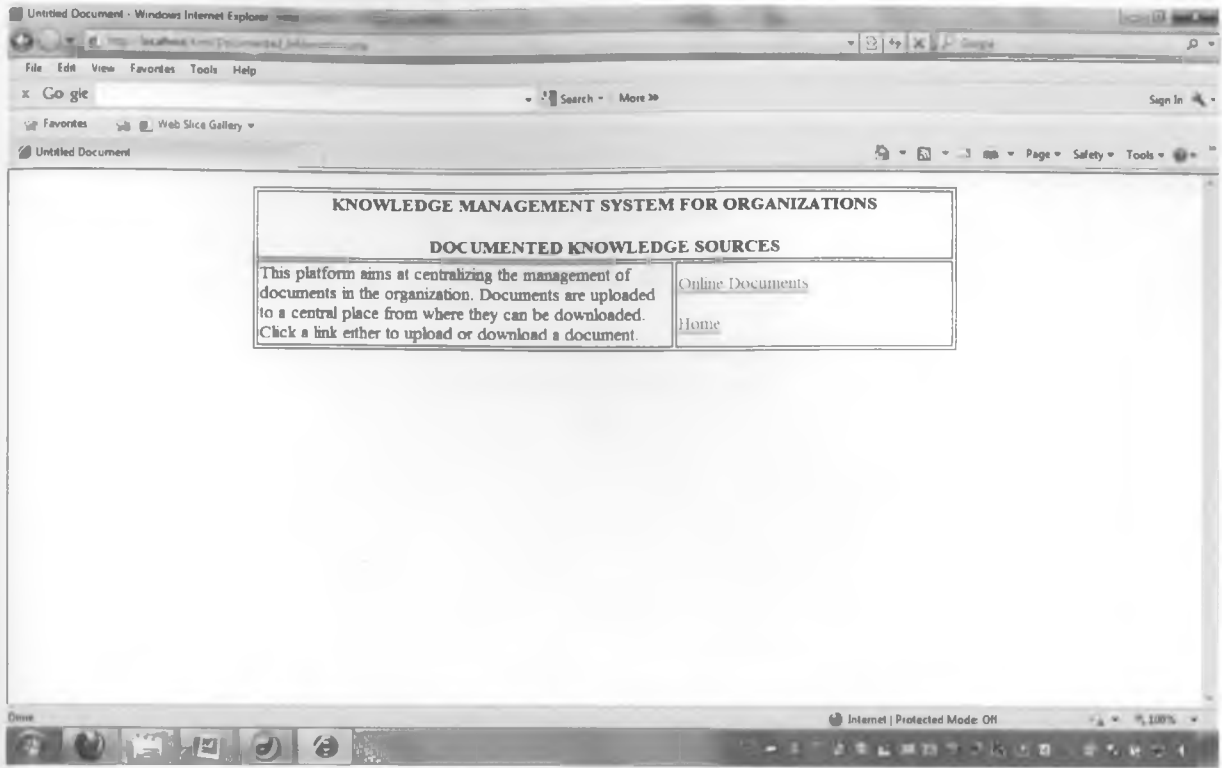 Untitled Document - Windows Internet Explorer
File Edit View Favorites Tools Help
x Google Search More »
Sign In
Favorites Web Slice Gallery
Untitled Document
Page Safety Tools
KNOWLEDGE MANAGEMENT SYSTEM FOR ORGANIZATIONS
DOCUMENTED KNOWLEDGE SOURCES
This platform aims at centralizing the management of
documents in the organization. Documents are uploaded
to a central place from where they can be downloaded.
Click a link either to upload or download a document.
Online Documents
Home
Done
Internet | Protected Mode: Off
100%